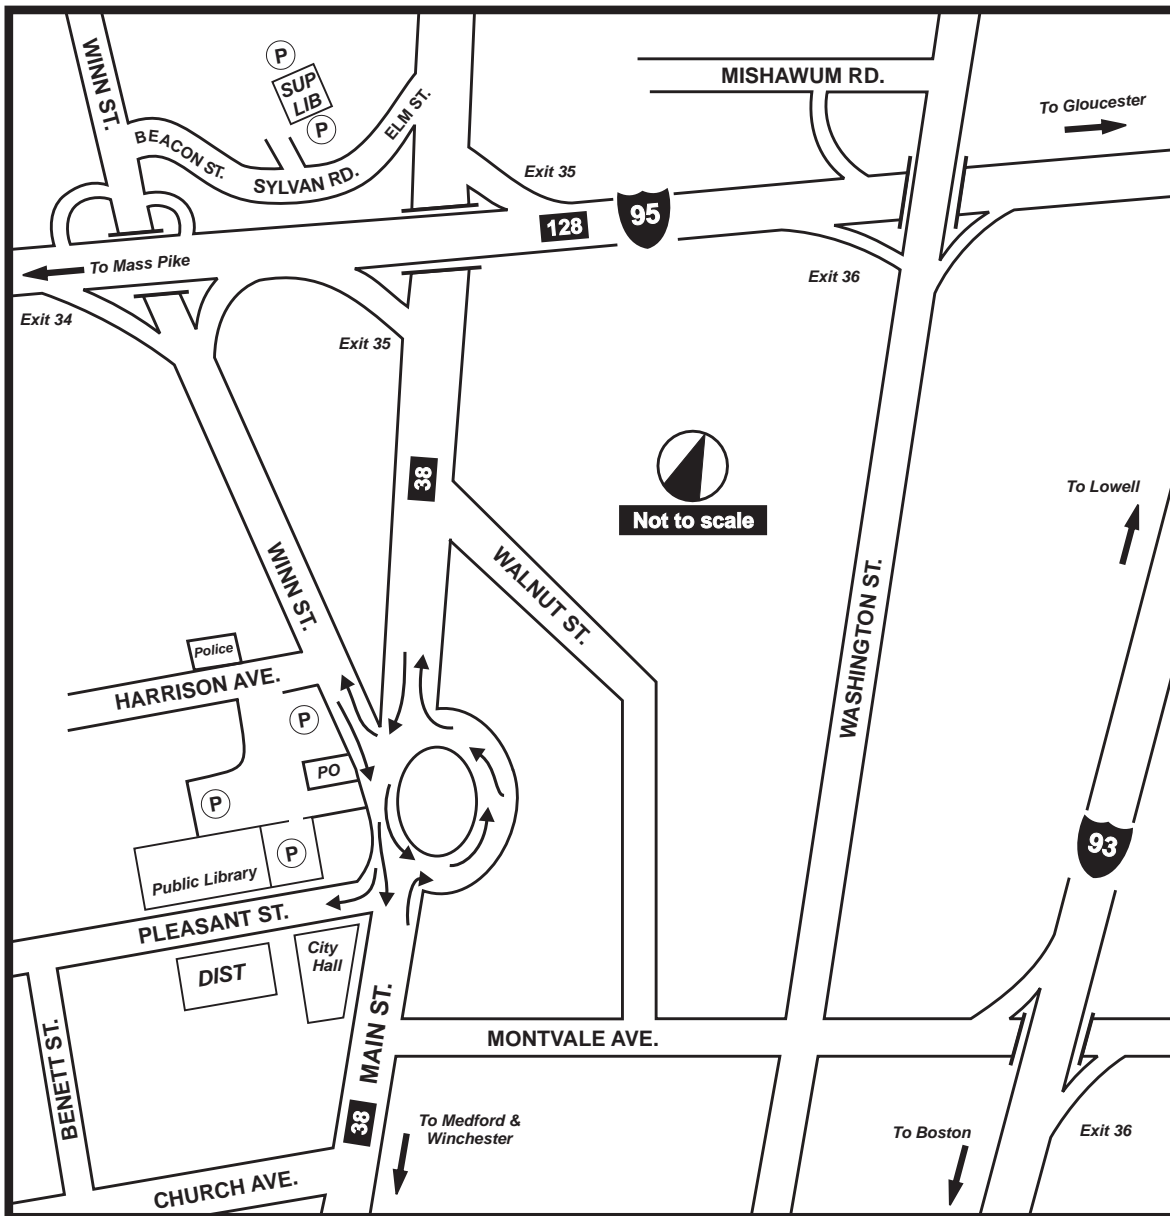 WINN ST.
P
SUP
LIB
P
ELM ST.
BEACON ST.
SYLVAN RD.
MISHAWUM RD.
To Gloucester
Exit 35
128
95
To Mass Pike
Exit 36
Exit 34
Exit 35
38
Not to scale
To Lowell
WINN ST.
WALNUT ST.
WASHINGTON ST.
Police
HARRISON AVE.
P
PO
P
P
Public Library
93
PLEASANT ST.
City
Hall
DIST
MAIN ST.
MONTVALE AVE.
BENETT ST.
38
To Medford &
Winchester
To Boston
Exit 36
CHURCH AVE.